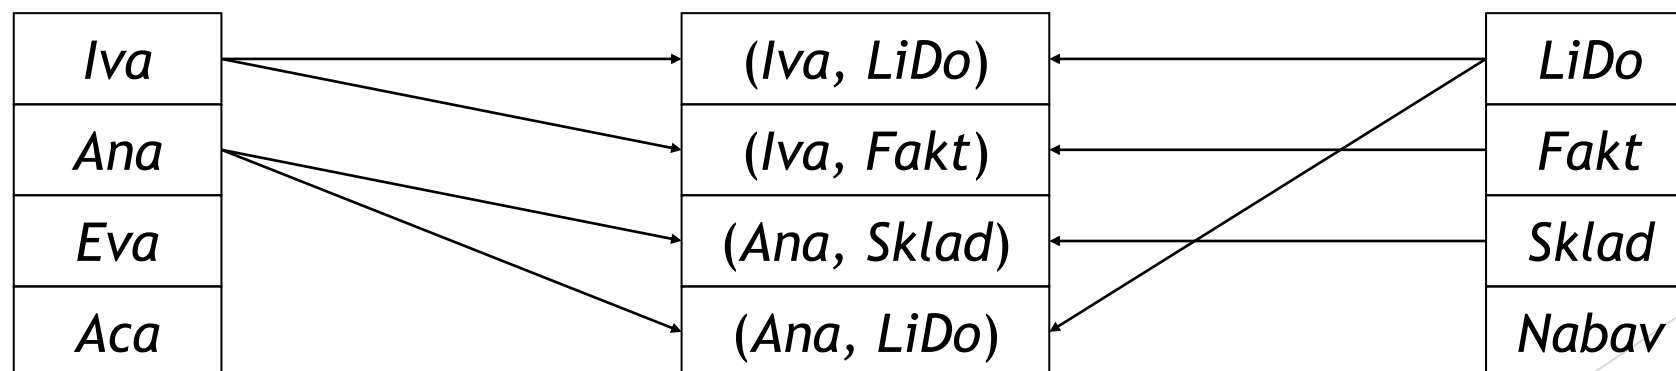 Iva (Iva, LiDo) LiDo
Ana (Iva, Fakt) Fakt
Eva (Ana, Sklad) Sklad
Aca (Ana, LiDo) Nabav